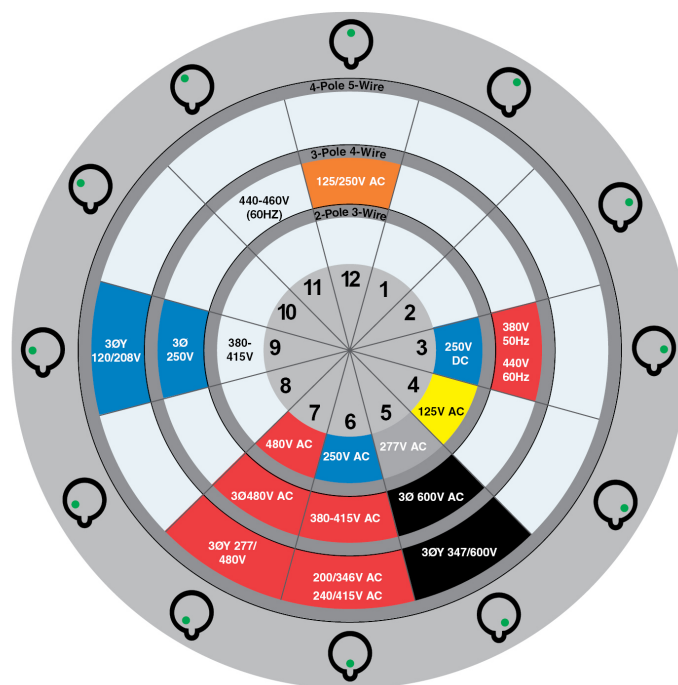 4-Pole 5-Wire
3-Pole 4-Wire
125/250V AC
440-460V
(60HZ)
2-Pole 3-Wire
12
11
1
10
2
9
3
8
4
7
5
6
3ØY
120/208V
3Ø
250V
380-
415V
250V
DC
380V
50Hz
440V
60Hz
125V AC
480V AC
250V AC
277V AC
3Ø480V AC
380-415V AC
3Ø 600V AC
3ØY 277/
480V
200/346V AC
240/415V AC
3ØY 347/600V